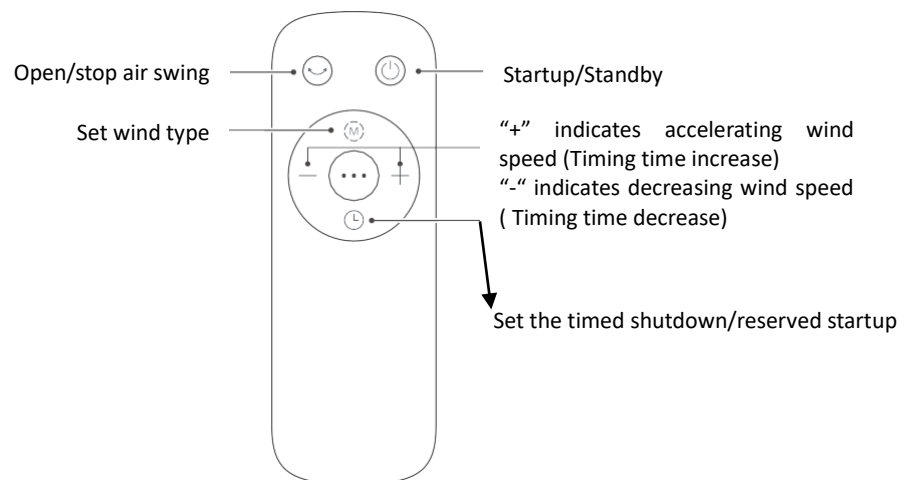 Open/stop air swing
Startup/Standby
Set wind type
M
“+” indicates accelerating wind
speed (Timing time increase)
“-“ indicates decreasing wind speed
( Timing time decrease)
Set the timed shutdown/reserved startup